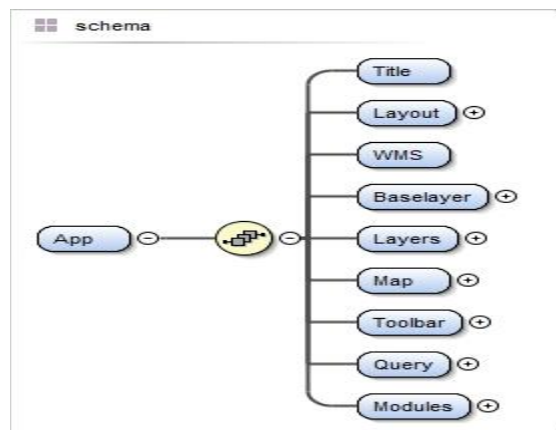 schema
Title
Layout
WMS
Baselayer
App
Layers
Map
Toolbar
Query
Modules